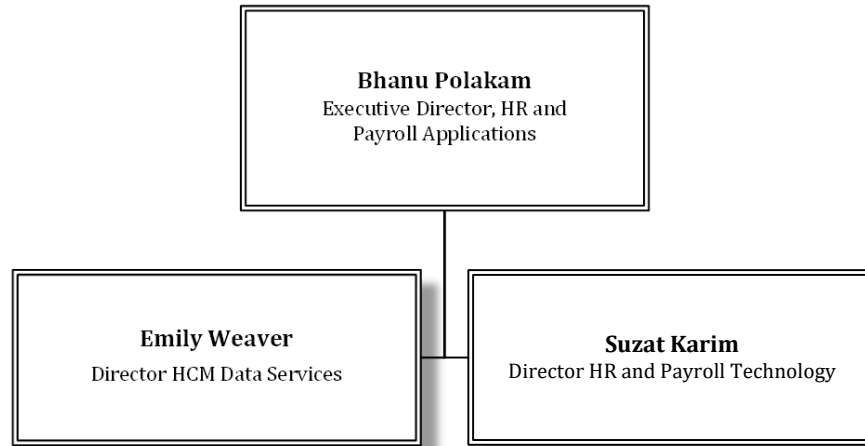 Bhanu Polakam
Executive Director, HR and
Payroll Applications
Emily Weaver
Director HCM Data Services
Suzat Karim
Director HR and Payroll Technology